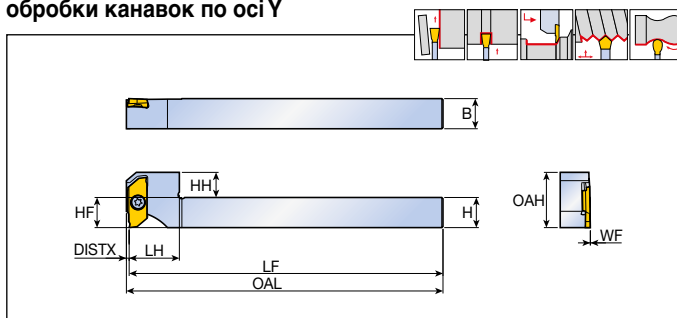 обробки канавок по осі Y
B
HH
HF
H
OAH
WF
DISTX
LH
LF
OAL